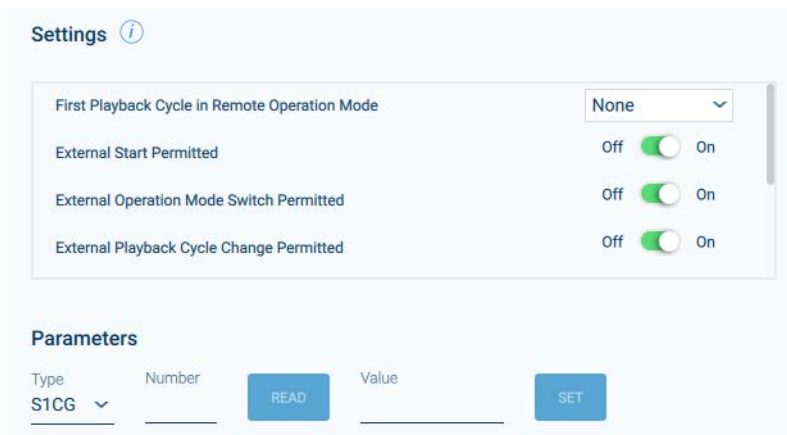 Settings i
First Playback Cycle in Remote Operation Mode None
External Start Permitted Off On
External Operation Mode Switch Permitted Off On
External Playback Cycle Change Permitted Off On
Parameters
Type Number Value
S1CG READ SET